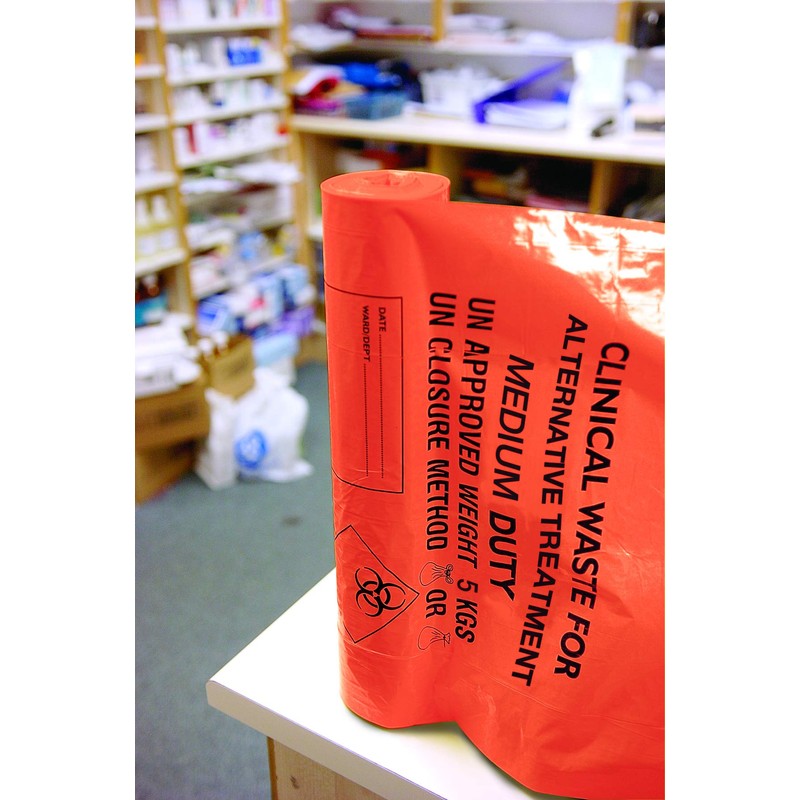 CLINICAL WASTE FOR
ALTERNATIVE TREATMENT
MEDIUM DUTY
UN APPROVED WEIGHT 5 KGS
UN CLOSURE METHOD OR
DATE
WARD/DEPT